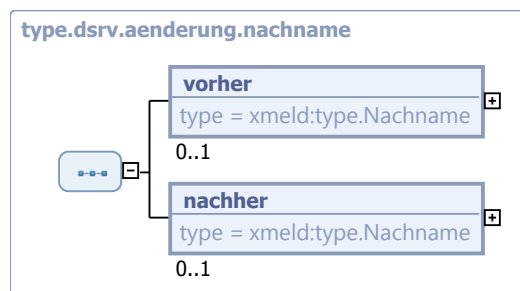 type.dsrv.aenderung.nachname
vorher
type = xmeld:type.Nachname
0..1
nachher
type = xmeld:type.Nachname
0..1